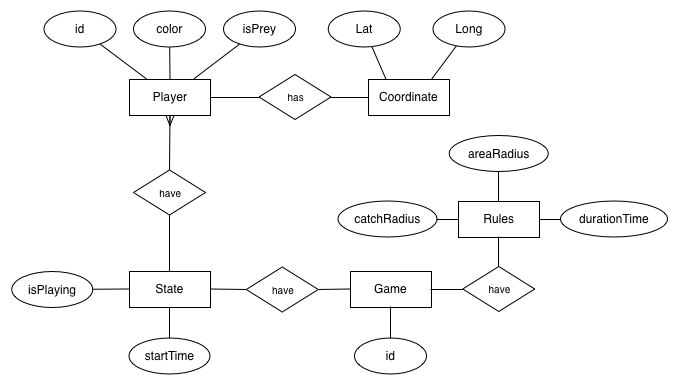 id
color
isPrey
Lat
Long
Player
has
Coordinate
areaRadius
have
catchRadius
Rules
durationTime
isPlaying
State
have
Game
have
startTime
id